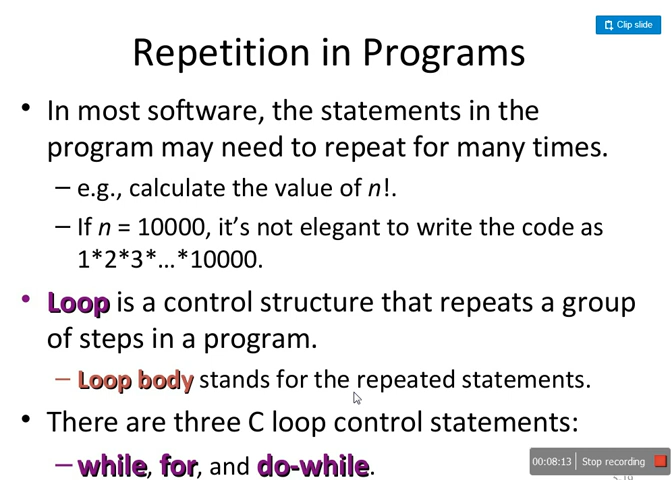 Clip slide
Repetition in Programs
• In most software, the statements in the
program may need to repeat for many times.
– e.g., calculate the value of n!.
– If n = 10000, it’s not elegant to write the code as
1*2*3*…*10000.
• Loop is a control structure that repeats a group
of steps in a program.
– Loop body stands for the repeated statements.
• There are three C loop control statements:
– while, for, and do-while.
00:08:13 Stop recording